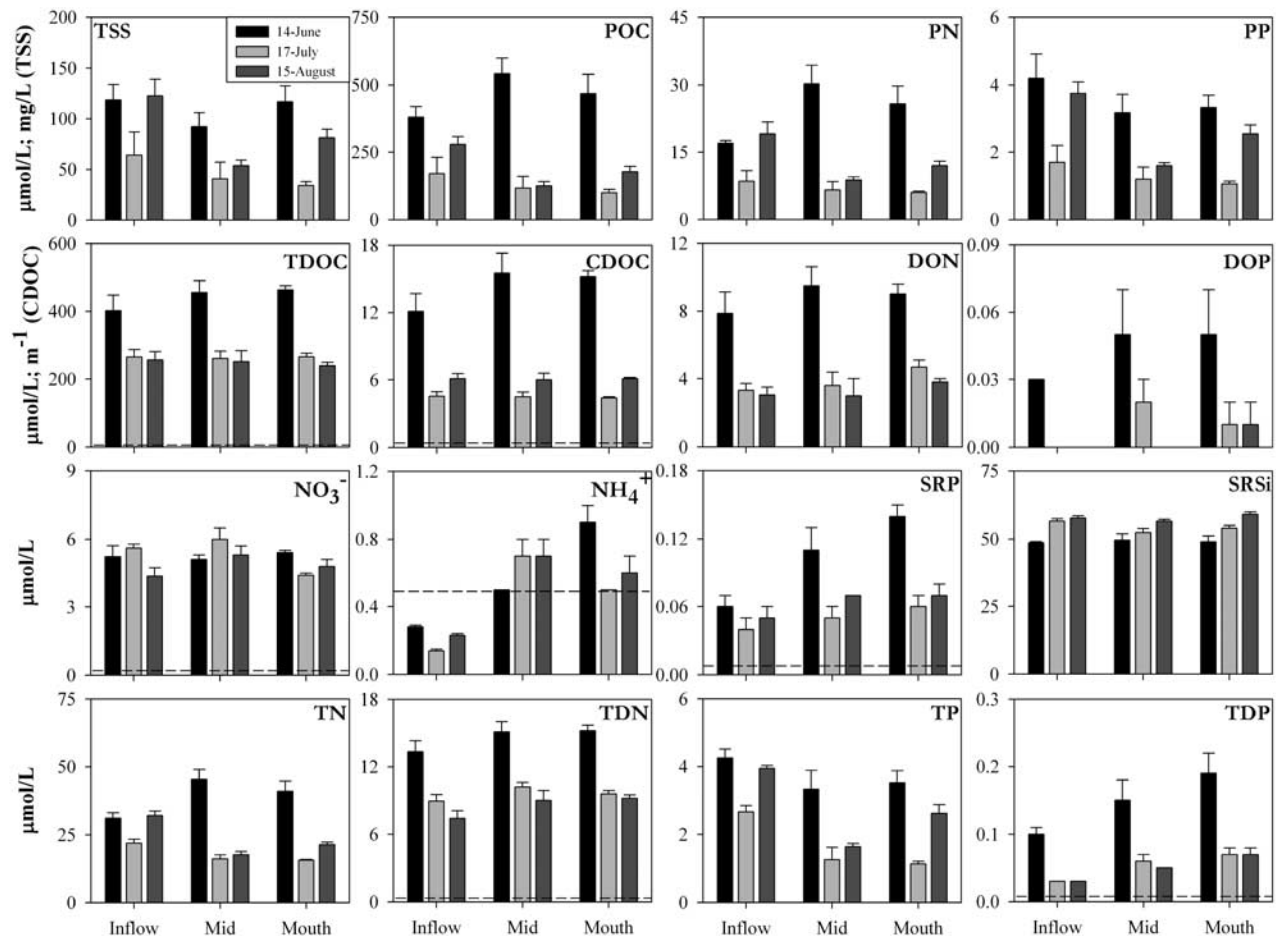 TSS
14-June
17-July
15-August
200
150
100
50
0
μmol/L; mg/L (TSS)
POC
750
500
250
0
PN
45
30
15
0
PP
6
4
2
0
TDOC
600
400
200
0
μmol/L; m⁻¹ (CDOC)
CDOC
18
12
6
0
DON
12
8
4
0
DOP
0.09
0.06
0.03
0.00
NO₃⁻
9
6
3
0
μmol/L
NH₄⁺
1.2
0.8
0.4
0.0
SRP
0.18
0.12
0.06
0.00
SRSi
75
50
25
0
TN
75
50
25
0
μmol/L
Inflow Mid Mouth
TDN
18
12
6
0
Inflow Mid Mouth
TP
6
4
2
0
Inflow Mid Mouth
TDP
0.3
0.2
0.1
0.0
Inflow Mid Mouth